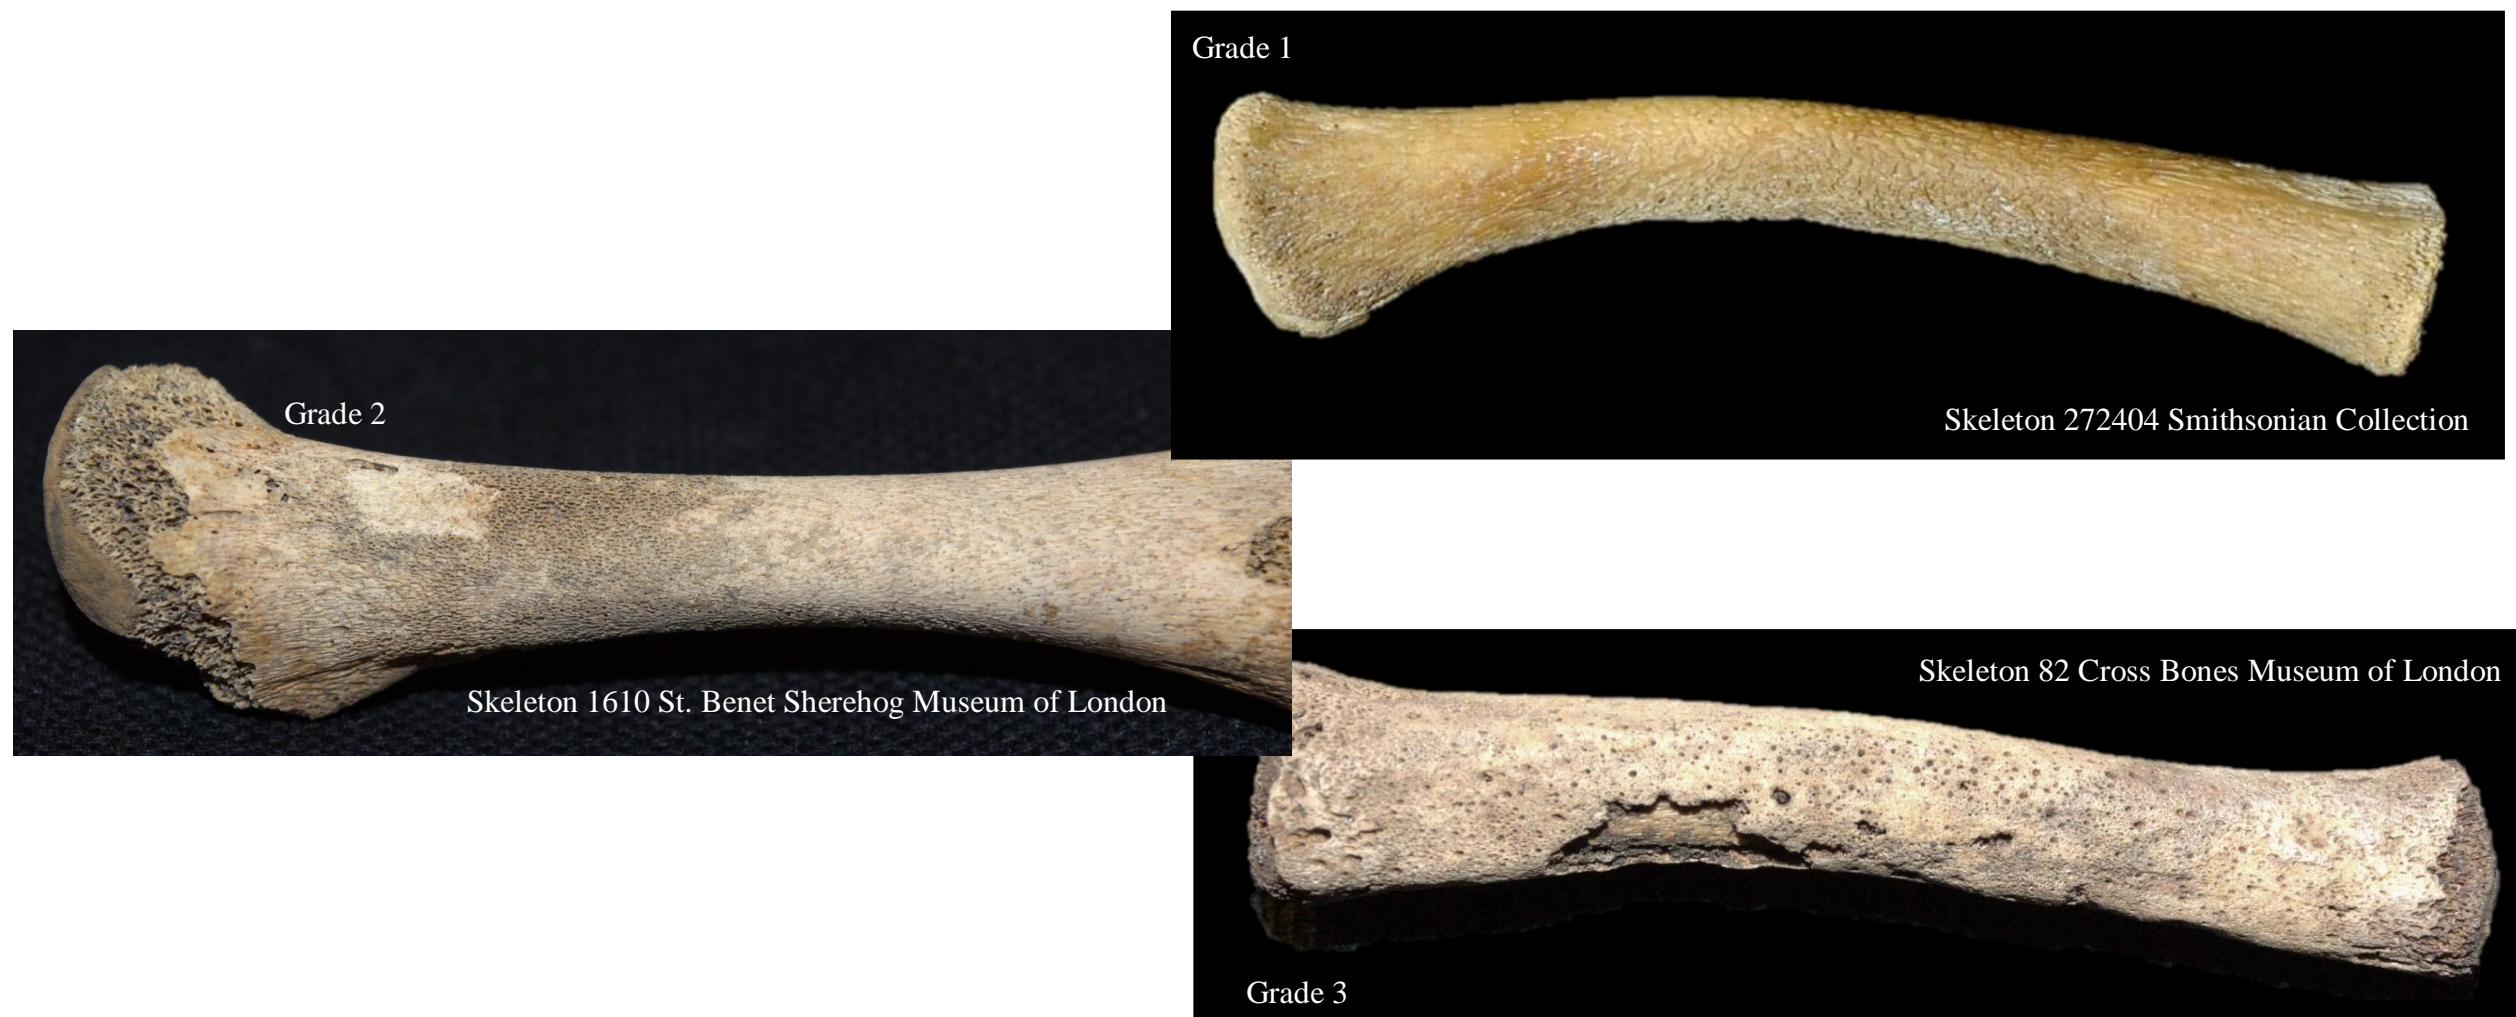 Grade 1
Skeleton 272404 Smithsonian Collection
Grade 2
Skeleton 1610 St. Benet Sherehog Museum of London
Skeleton 82 Cross Bones Museum of London
Grade 3